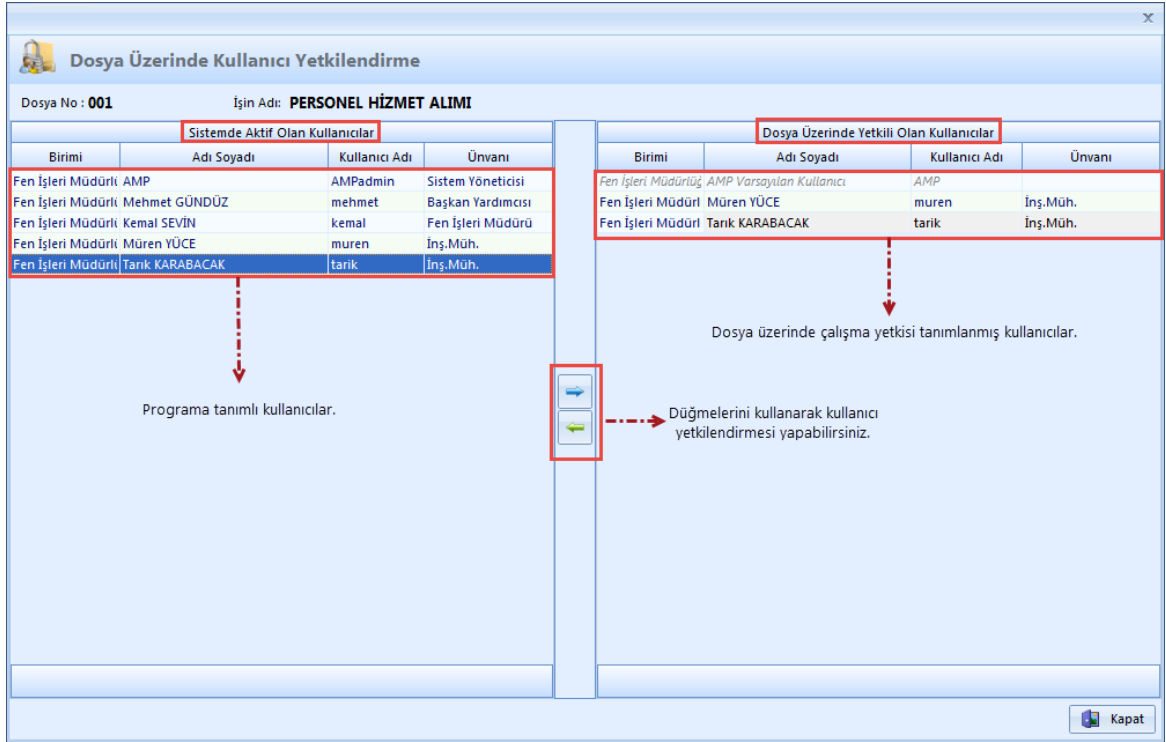 x
Dosya Üzerinde Kullanıcı Yetkilendirme
Dosya No : 001 İşin Adı: PERSONEL HİZMET ALIMI
Sistemde Aktif Olan Kullanıcılar
Birimi Adı Soyadı Kullanıcı Adı Ünvanı
Fen İşleri Müdürlü AMP AMPadmin Sistem Yöneticisi
Fen İşleri Müdürlü Mehmet GÜNDÜZ mehmet Başkan Yardımcısı
Fen İşleri Müdürlü Kemal SEVİN kemal Fen İşleri Müdürü
Fen İşleri Müdürlü Müren YÜCE muren İnş.Müh.
Fen İşleri Müdürlü Tarık KARABACAK tarik İnş.Müh.
Programa tanımlı kullanıcılar.
Dosya Üzerinde Yetkili Olan Kullanıcılar
Birimi Adı Soyadı Kullanıcı Adı Ünvanı
Fen İşleri Müdürlüğ AMP Varsayılan Kullanıcı AMP
Fen İşleri Müdürl Müren YÜCE muren İnş.Müh.
Fen İşleri Müdürl Tarık KARABACAK tarik İnş.Müh.
Dosya üzerinde çalışma yetkisi tanımlanmış kullanıcılar.
Düğmelerini kullanarak kullanıcı
yetkilendirmesi yapabilirsiniz.
Kapat